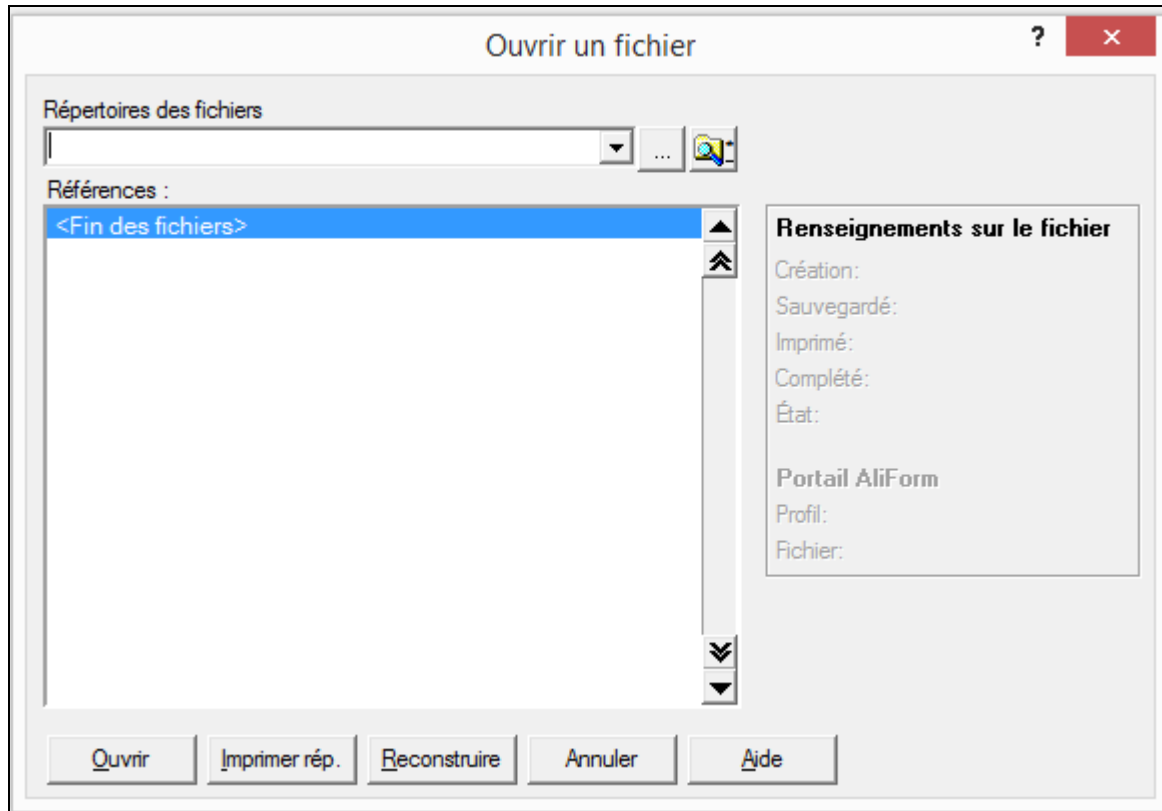 Ouvrir un fichier
?
Répertoires des fichiers
...
Références :
<Fin des fichiers>
Renseignements sur le fichier
Création:
Sauvegardé:
Imprimé:
Complété:
État:
Portail AliForm
Profil:
Fichier:
Ouvrir
Imprimer rép.
Reconstruire
Annuler
Aide